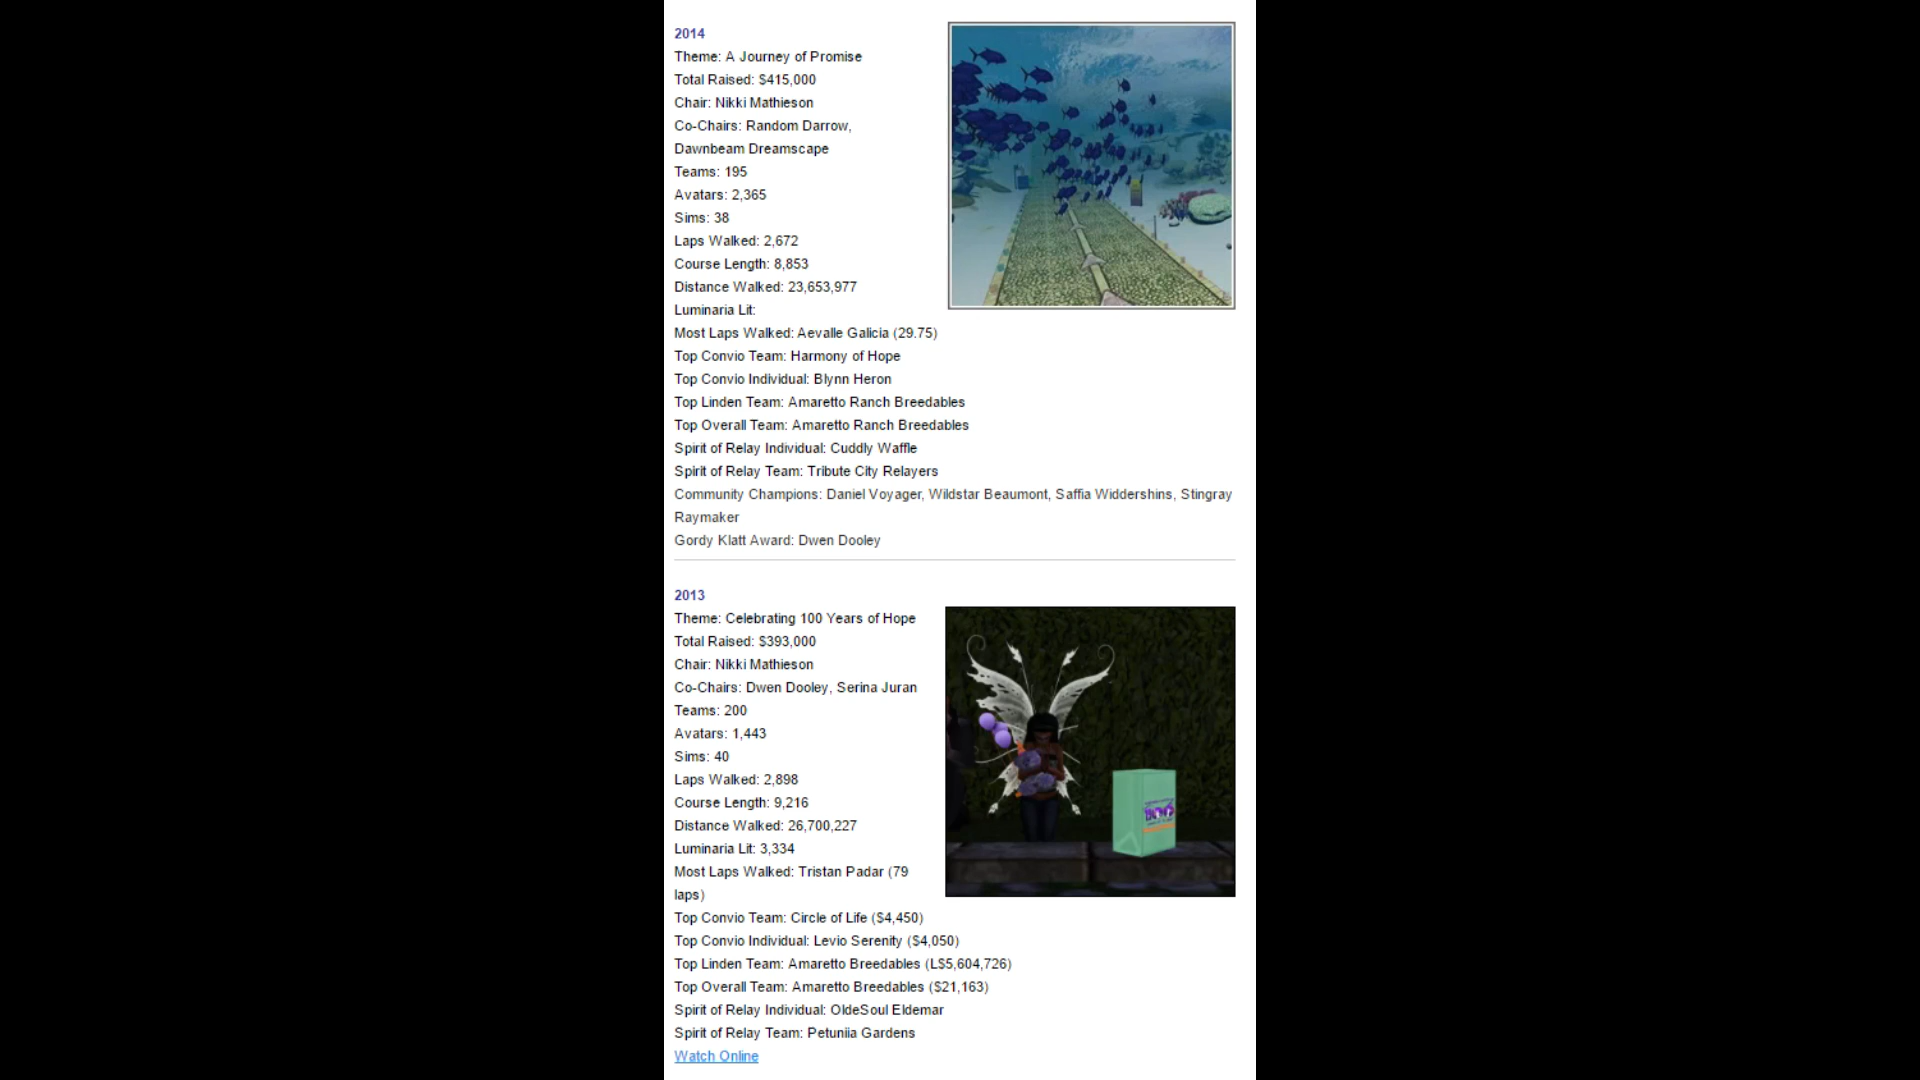 2014
Theme: A Journey of Promise
Total Raised: $415,000
Chair: Nikki Mathieson
Co-Chairs: Random Darrow,
Dawnbeam Dreamscape
Teams: 195
Avatars: 2,365
Sims: 38
Laps Walked: 2,672
Course Length: 8,853
Distance Walked: 23,653,977
Luminaria Lit:
Most Laps Walked: Aevalle Galicia (29.75)
Top Convio Team: Harmony of Hope
Top Convio Individual: Blynn Heron
Top Linden Team: Amaretto Ranch Breedables
Top Overall Team: Amaretto Ranch Breedables
Spirit of Relay Individual: Cuddly Waffle
Spirit of Relay Team: Tribute City Relayers
Community Champions: Daniel Voyager, Wildstar Beaumont, Saffia Widdershins, Stingray
Raymaker
Gordy Klatt Award: Dwen Dooley
2013
Theme: Celebrating 100 Years of Hope
Total Raised: $393,000
Chair: Nikki Mathieson
Co-Chairs: Dwen Dooley, Serina Juran
Teams: 200
Avatars: 1,443
Sims: 40
Laps Walked: 2,898
Course Length: 9,216
Distance Walked: 26,700,227
Luminaria Lit: 3,334
Most Laps Walked: Tristan Padar (79
laps)
Top Convio Team: Circle of Life ($4,450)
Top Convio Individual: Levio Serenity ($4,050)
Top Linden Team: Amaretto Breedables (L$5,604,726)
Top Overall Team: Amaretto Breedables ($21,163)
Spirit of Relay Individual: OldeSoul Eldemar
Spirit of Relay Team: Petuniia Gardens
Watch Online